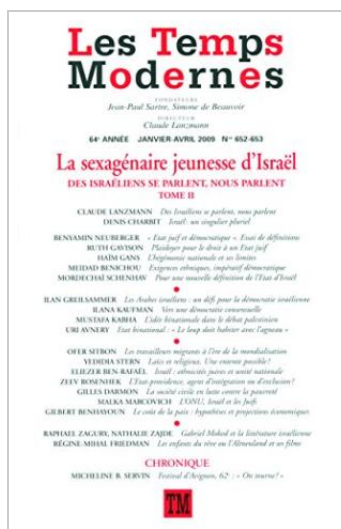 Les Temps
Modernes
FONDATEURS
Jean-Paul Sartre, Simone de Beauvoir
DIRECTEUR
Claude Lanzmann
64e ANNÉE JANVIER-AVRIL 2009 Nos 652-653
La sexagénaire jeunesse d'Israël
DES ISRAÉLIENS SE PARLENT, NOUS PARLENT
TOME II
CLAUDE LANZMANN Des Israéliens se parlent, nous parlent
DENIS CHARBIT Israël : un singulier pluriel
BENYAMIN NEUBERGER « État juif et démocratique ». Essai de définitions
RUTH GAVISON Plaidoyer pour le droit à un État juif
HAÏM GANS L'hégémonie nationale et ses limites
MEIDAD BENICHOU Exigences ethniques, impératif démocratique
MORDECHAÏ SCHENHAV Pour une nouvelle définition de l'État d'Israël
ILAN GREILSAMMER Les Arabes israéliens : un défi pour la démocratie israélienne
ILANA KAUFMAN Vers une démocratie consensuelle
MUSTAFA KABHA L'idée binationale dans le débat palestinien
URI AVNERY État binational : « Le loup doit habiter avec l'agneau »
OFER SITBON Les travailleurs migrants à l'ère de la mondialisation
YEDIDIA STERN Laïcs et religieux. Une entente possible ?
ELIEZER BEN-RAFAËL Israël : ethnicités juives et unité nationale
ZEEV ROSENHEK L'État-providence, agent d'intégration ou d'exclusion ?
GILLES DARMON La société civile en lutte contre la pauvreté
MALKA MARCOVICH L'ONU, Israël et les Juifs
GILBERT BENHAYOUN Le coût de la paix : hypothèses et projections économiques
RAPHAEL ZAGURY, NATHALIE ZAJDE Gabriel Moked et la littérature israélienne
RÉGINE-MIHAL FRIEDMAN Les enfants du rêve ou l'Altneuland et ses films
CHRONIQUE
MICHELINE B. SERVIN Festival d'Avignon, 62e : « On tourne ? »
TM